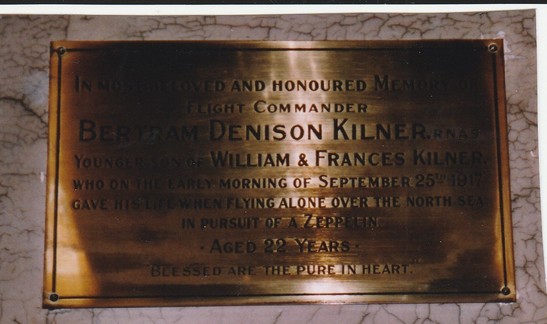 IN MOST BELOVED AND HONOURED MEMORY OF
FLIGHT COMMANDER
BERTRAM DENISON KILNER, R.N.A.S.
YOUNGER SON OF WILLIAM & FRANCES KILNER,
WHO ON THE EARLY MORNING OF SEPTEMBER 25TH 1917
GAVE HIS LIFE WHEN FLYING ALONE OVER THE NORTH SEA
IN PURSUIT OF A ZEPPELIN.
· AGED 22 YEARS ·
"BLESSED ARE THE PURE IN HEART."